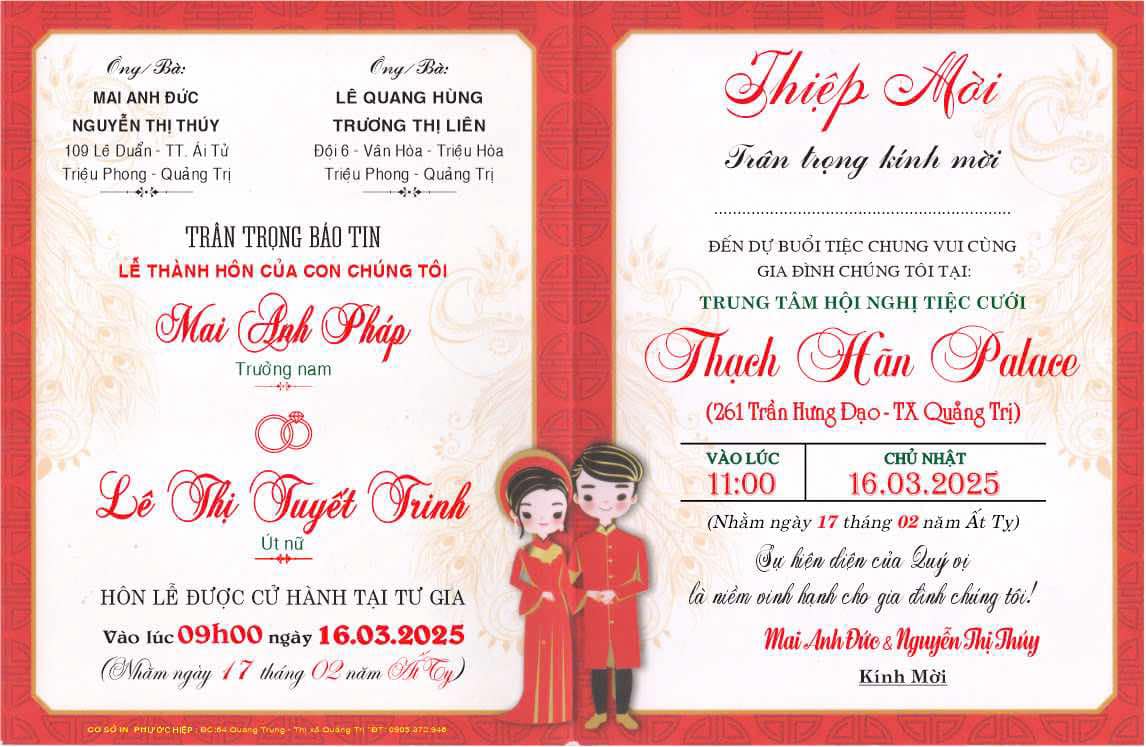 Ông/Bà:
MAI ANH ĐỨC
NGUYỄN THỊ THÚY
109 Lê Duẩn - TT. Ái Tử
Triệu Phong - Quảng Trị
Ông/Bà:
LÊ QUANG HÙNG
TRƯƠNG THỊ LIÊN
Đội 6 - Vân Hòa - Triệu Hòa
Triệu Phong - Quảng Trị
TRÂN TRỌNG BÁO TIN
LỄ THÀNH HÔN CỦA CON CHÚNG TÔI
Mai Anh Pháp
Trưởng nam
Lê Thị Tuyết Trinh
Út nữ
HÔN LỄ ĐƯỢC CỬ HÀNH TẠI TƯ GIA
Vào lúc 09h00 ngày 16.03.2025
(Nhằm ngày 17 tháng 02 năm Ất Tỵ)
CƠ SỞ IN PHƯỚC HIỆP : ĐC:64 Quang Trung - Thị xã Quảng Trị *ĐT: 0905.372.946
Thiệp Mời
Trân trọng kính mời
................................................................
ĐẾN DỰ BUỔI TIỆC CHUNG VUI CÙNG
GIA ĐÌNH CHÚNG TÔI TẠI:
TRUNG TÂM HỘI NGHỊ TIỆC CƯỚI
Thạch Hãn Palace
(261 Trần Hưng Đạo - TX Quảng Trị)
VÀO LÚC
11:00
CHỦ NHẬT
16.03.2025
(Nhằm ngày 17 tháng 02 năm Ất Tỵ)
Sự hiện diện của Quý vị
là niềm vinh hạnh cho gia đình chúng tôi!
Mai Anh Đức & Nguyễn Thị Thúy
Kính Mời